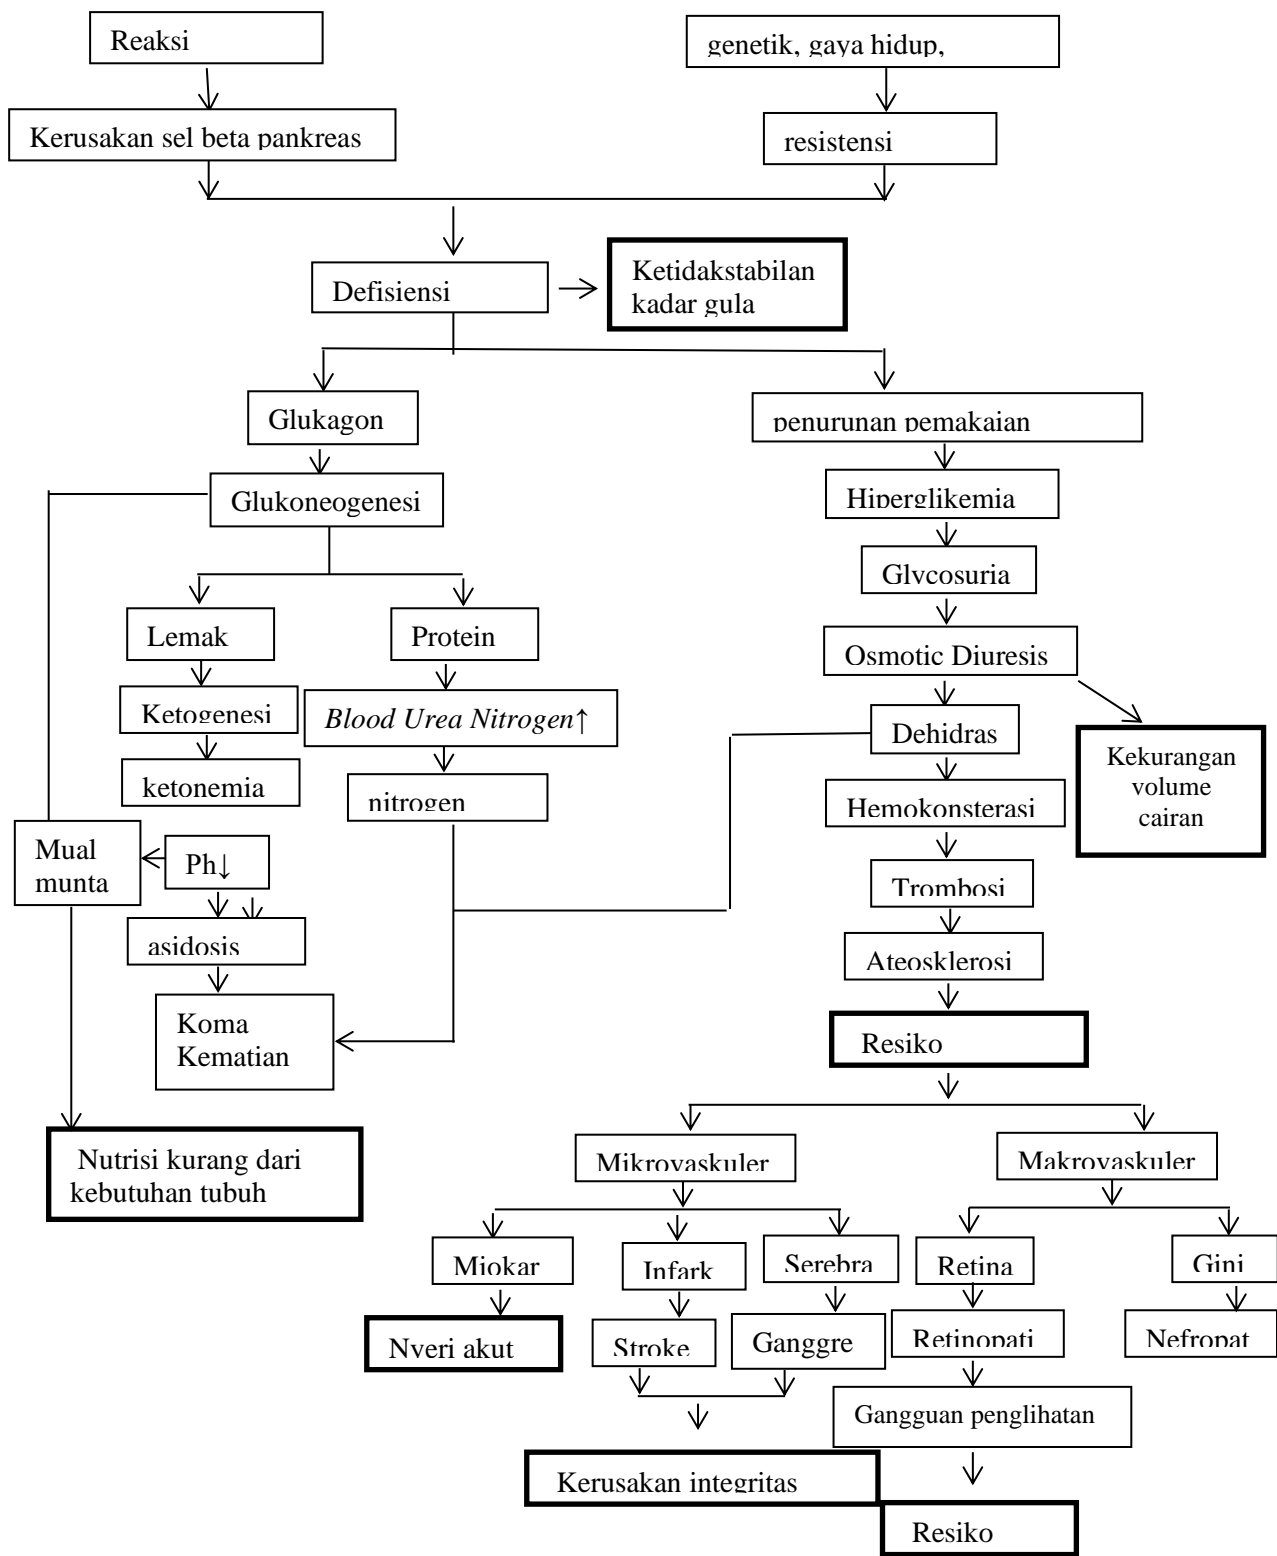 Reaksi
genetik, gaya hidup,
Kerusakan sel beta pankreas
resistensi
Defisiensi
Ketidakstabilan
kadar gula
Glukagon
penurunan pemakaian
Glukoneogenesi
Hiperglikemia
Glycosuria
Lemak
Protein
Osmotic Diuresis
Ketogenesi
Blood Urea Nitrogen↑
Dehidras
Kekurangan
volume
cairan
ketonemia
nitrogen
Hemokonsterasi
Mual
munta
Ph↓
Trombosi
asidosis
Ateosklerosi
Koma
Kematian
Resiko
Nutrisi kurang dari
kebutuhan tubuh
Mikrovaskuler
Makrovaskuler
Miokar
Infark
Serebra
Retina
Gini
Nyeri akut
Stroke
Ganggre
Retinopati
Nefropat
Gangguan penglihatan
Kerusakan integritas
Resiko